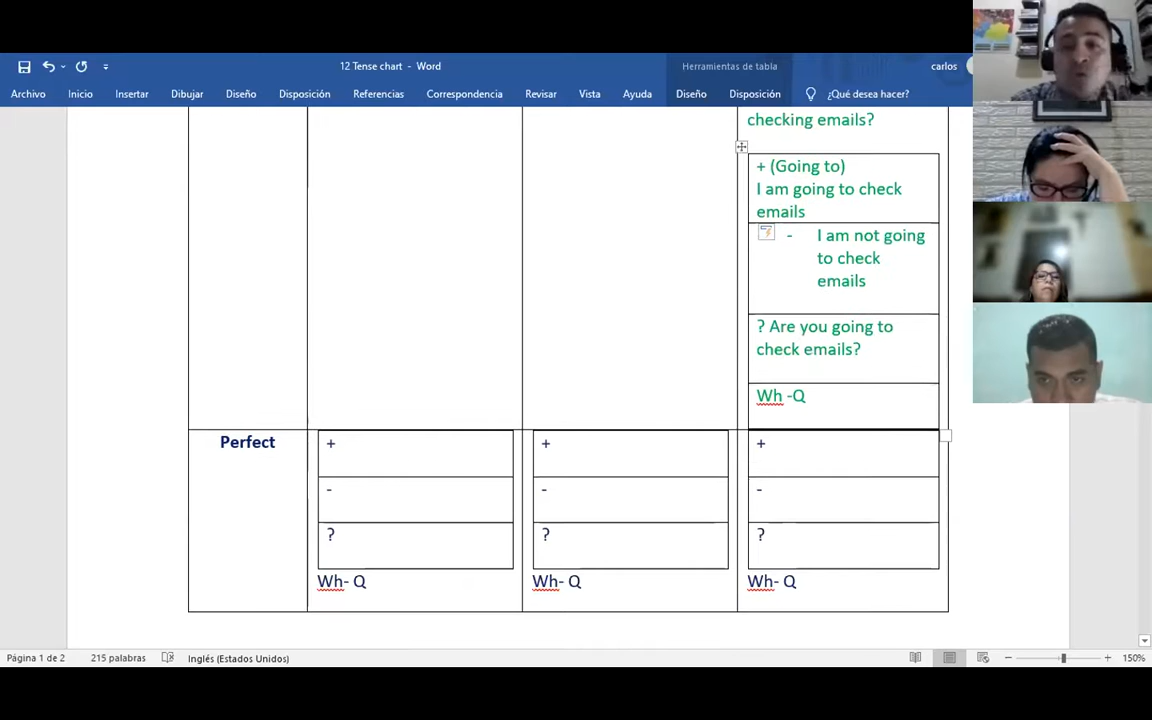 12 Tense chart - Word
Herramientas de tabla
carlos
Archivo Inicio Insertar Dibujar Diseño Disposición Referencias Correspondencia Revisar Vista Ayuda Diseño Disposición ¿Qué desea hacer?
checking emails?
+ (Going to)
I am going to check
emails
- I am not going
to check
emails
? Are you going to
check emails?
Wh -Q
Perfect
+ + +
- - -
? ? ?
Wh- Q Wh- Q Wh- Q
Página 1 de 2 215 palabras Inglés (Estados Unidos) 150%